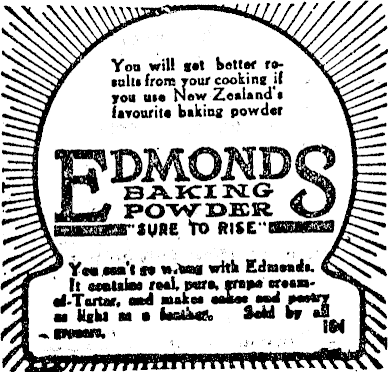 You will get better re-
sults from your cooking if
you use New Zealand's
favourite baking powder
EDMONDS
BAKING
POWDER
"SURE TO RISE"
You can't go wrong with Edmonds.
It contains real, pure, grape cream-
of-Tartar, and makes cakes and pastry
as light as a feather. Sold by all
grocers. 164